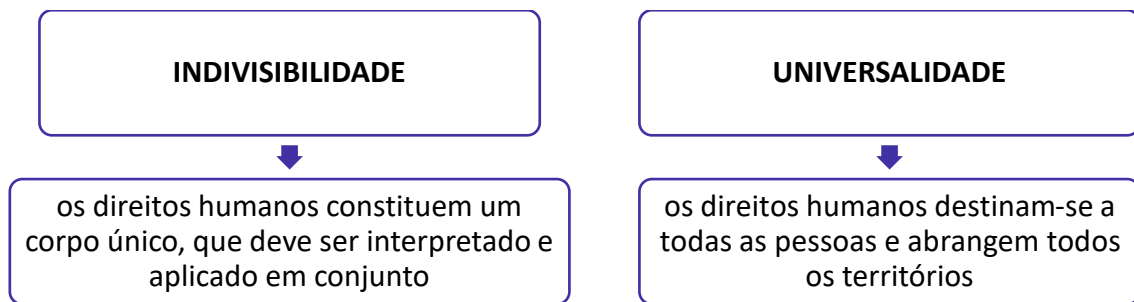 INDIVISIBILIDADE
os direitos humanos constituem um
corpo único, que deve ser interpretado e
aplicado em conjunto
UNIVERSALIDADE
os direitos humanos destinam-se a
todas as pessoas e abrangem todos
os territórios